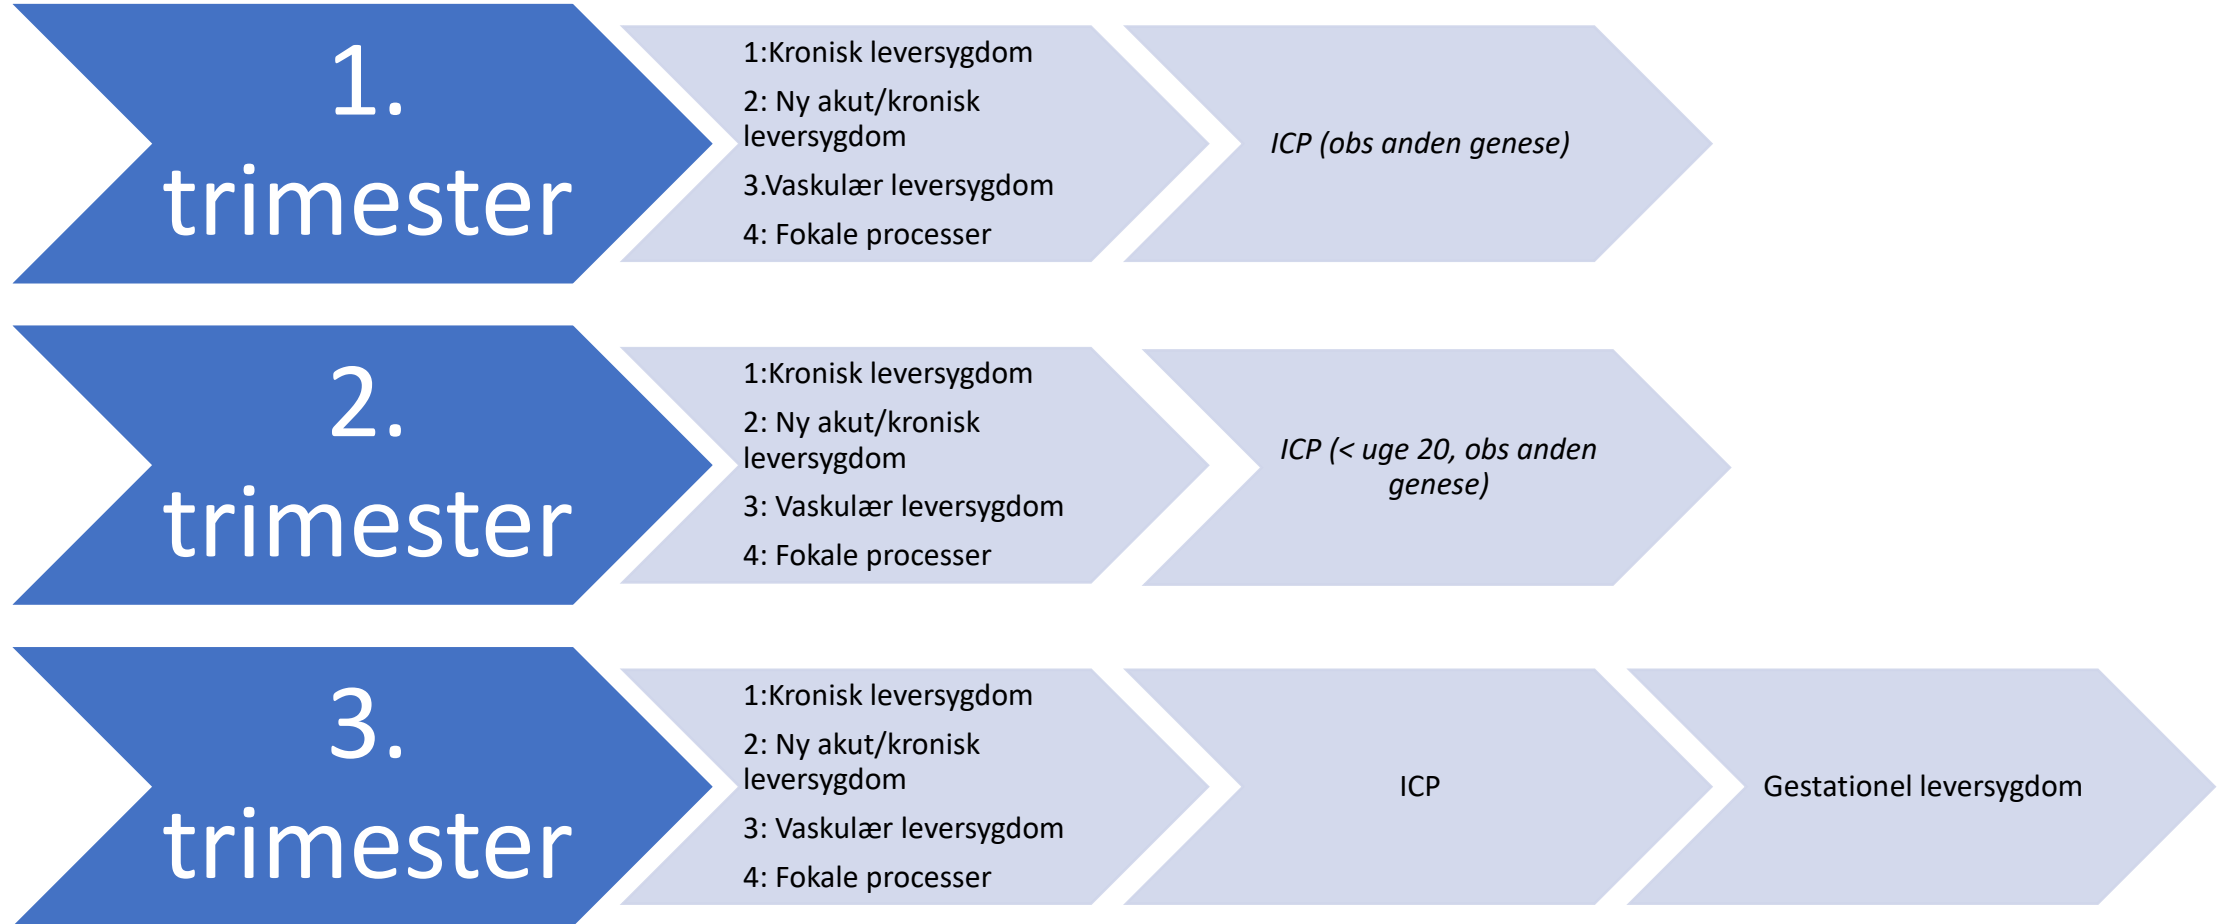 1.
trimester
1:Kronisk leversygdom
2: Ny akut/kronisk
leversygdom
3.Vaskulær leversygdom
4: Fokale processer
ICP (obs anden genese)
2.
trimester
1:Kronisk leversygdom
2: Ny akut/kronisk
leversygdom
3: Vaskulær leversygdom
4: Fokale processer
ICP (< uge 20, obs anden
genese)
3.
trimester
1:Kronisk leversygdom
2: Ny akut/kronisk
leversygdom
3: Vaskulær leversygdom
4: Fokale processer
ICP
Gestationel leversygdom